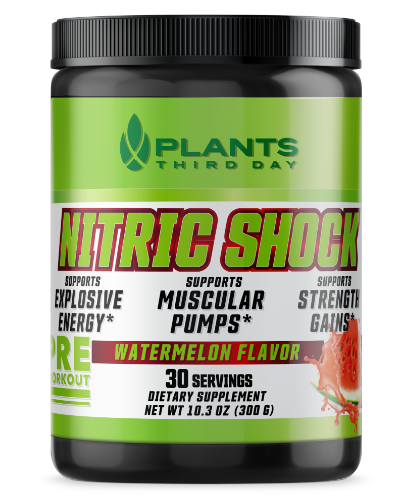 PLANTS
THIRD DAY
NITRIC SHOCK
SUPPORTS
EXPLOSIVE
ENERGY*
SUPPORTS
MUSCULAR
PUMPS*
SUPPORTS
STRENGTH
GAINS*
PRE
WORKOUT
WATERMELON FLAVOR
30 SERVINGS
DIETARY SUPPLEMENT
NET WT 10.3 OZ (300 G)